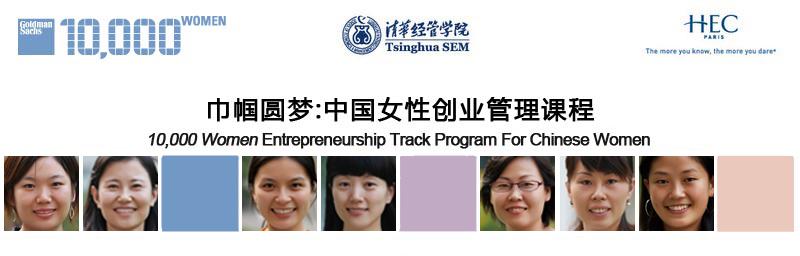 Goldman Sachs 10,000 WOMEN
清華经管学院
Tsinghua SEM
HEC
PARIS
The more you know, the more you dare®
巾帼圆梦:中国女性创业管理课程
10,000 Women Entrepreneurship Track Program For Chinese Women